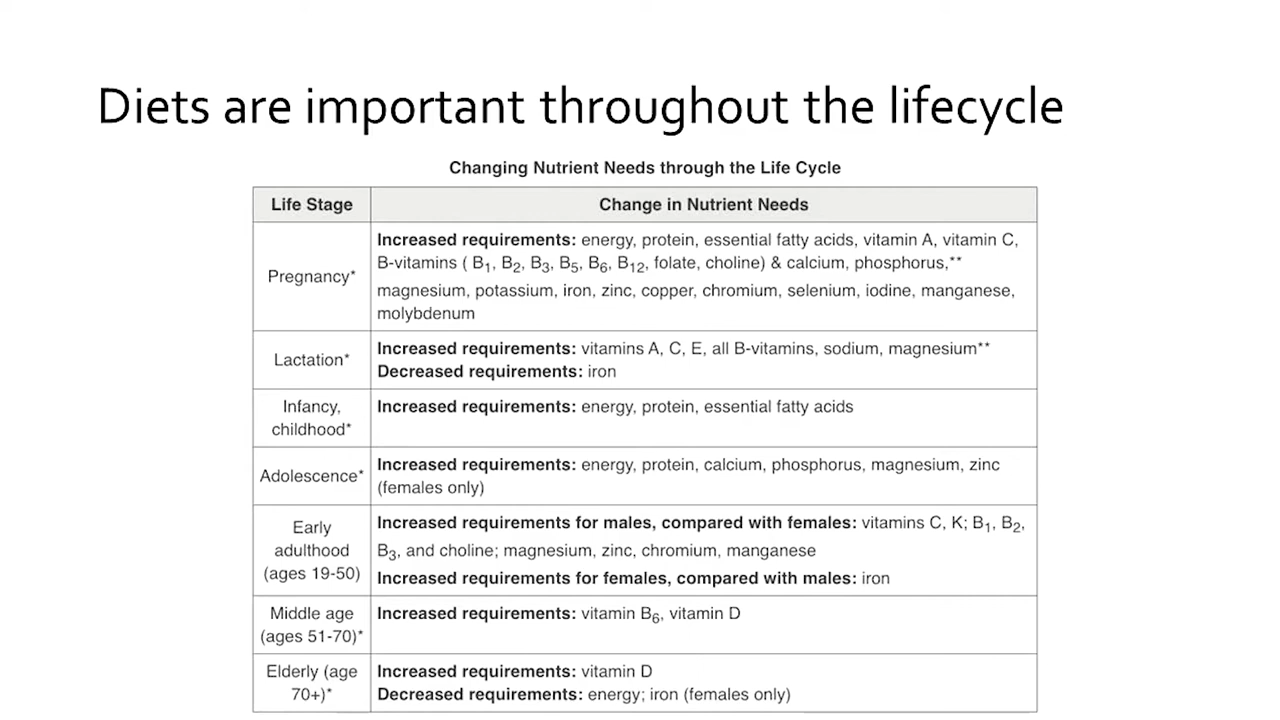 Diets are important throughout the lifecycle
Changing Nutrient Needs through the Life Cycle
Life Stage
Change in Nutrient Needs
Pregnancy*
Increased requirements: energy, protein, essential fatty acids, vitamin A, vitamin C,
B-vitamins ( B1, B2, B3, B5, B6, B12, folate, choline) & calcium, phosphorus,**
magnesium, potassium, iron, zinc, copper, chromium, selenium, iodine, manganese,
molybdenum
Lactation*
Increased requirements: vitamins A, C, E, all B-vitamins, sodium, magnesium**
Decreased requirements: iron
Infancy,
childhood*
Increased requirements: energy, protein, essential fatty acids
Adolescence*
Increased requirements: energy, protein, calcium, phosphorus, magnesium, zinc
(females only)
Early
adulthood
(ages 19-50)
Increased requirements for males, compared with females: vitamins C, K; B1, B2,
B3, and choline; magnesium, zinc, chromium, manganese
Increased requirements for females, compared with males: iron
Middle age
(ages 51-70)*
Increased requirements: vitamin B6, vitamin D
Elderly (age
70+)*
Increased requirements: vitamin D
Decreased requirements: energy; iron (females only)